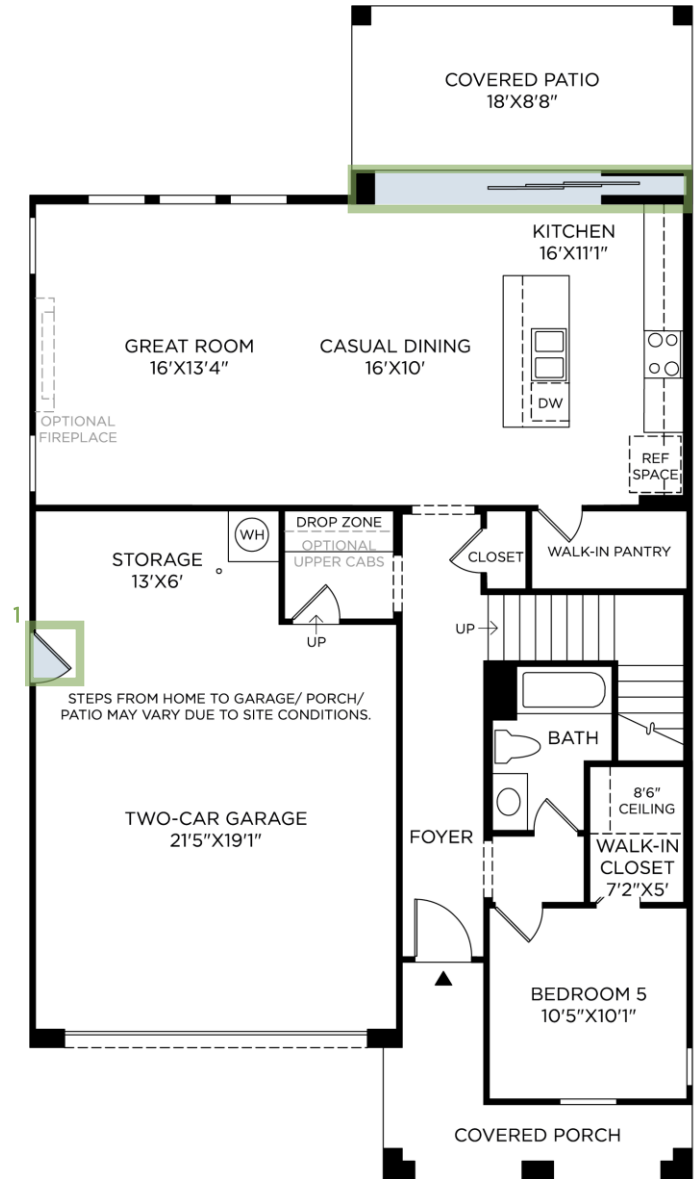 COVERED PATIO
18'X8'8"
KITCHEN
16'X11'1"
GREAT ROOM
16'X13'4"
CASUAL DINING
16'X10'
DW
OPTIONAL
FIREPLACE
REF
SPACE
WH
DROP ZONE
OPTIONAL
UPPER CABS
CLOSET
WALK-IN PANTRY
STORAGE
13'X6'
1
UP
UP
STEPS FROM HOME TO GARAGE/ PORCH/
PATIO MAY VARY DUE TO SITE CONDITIONS.
BATH
8'6"
CEILING
TWO-CAR GARAGE
21'5"X19'1"
FOYER
WALK-IN
CLOSET
7'2"X5'
BEDROOM 5
10'5"X10'1"
COVERED PORCH